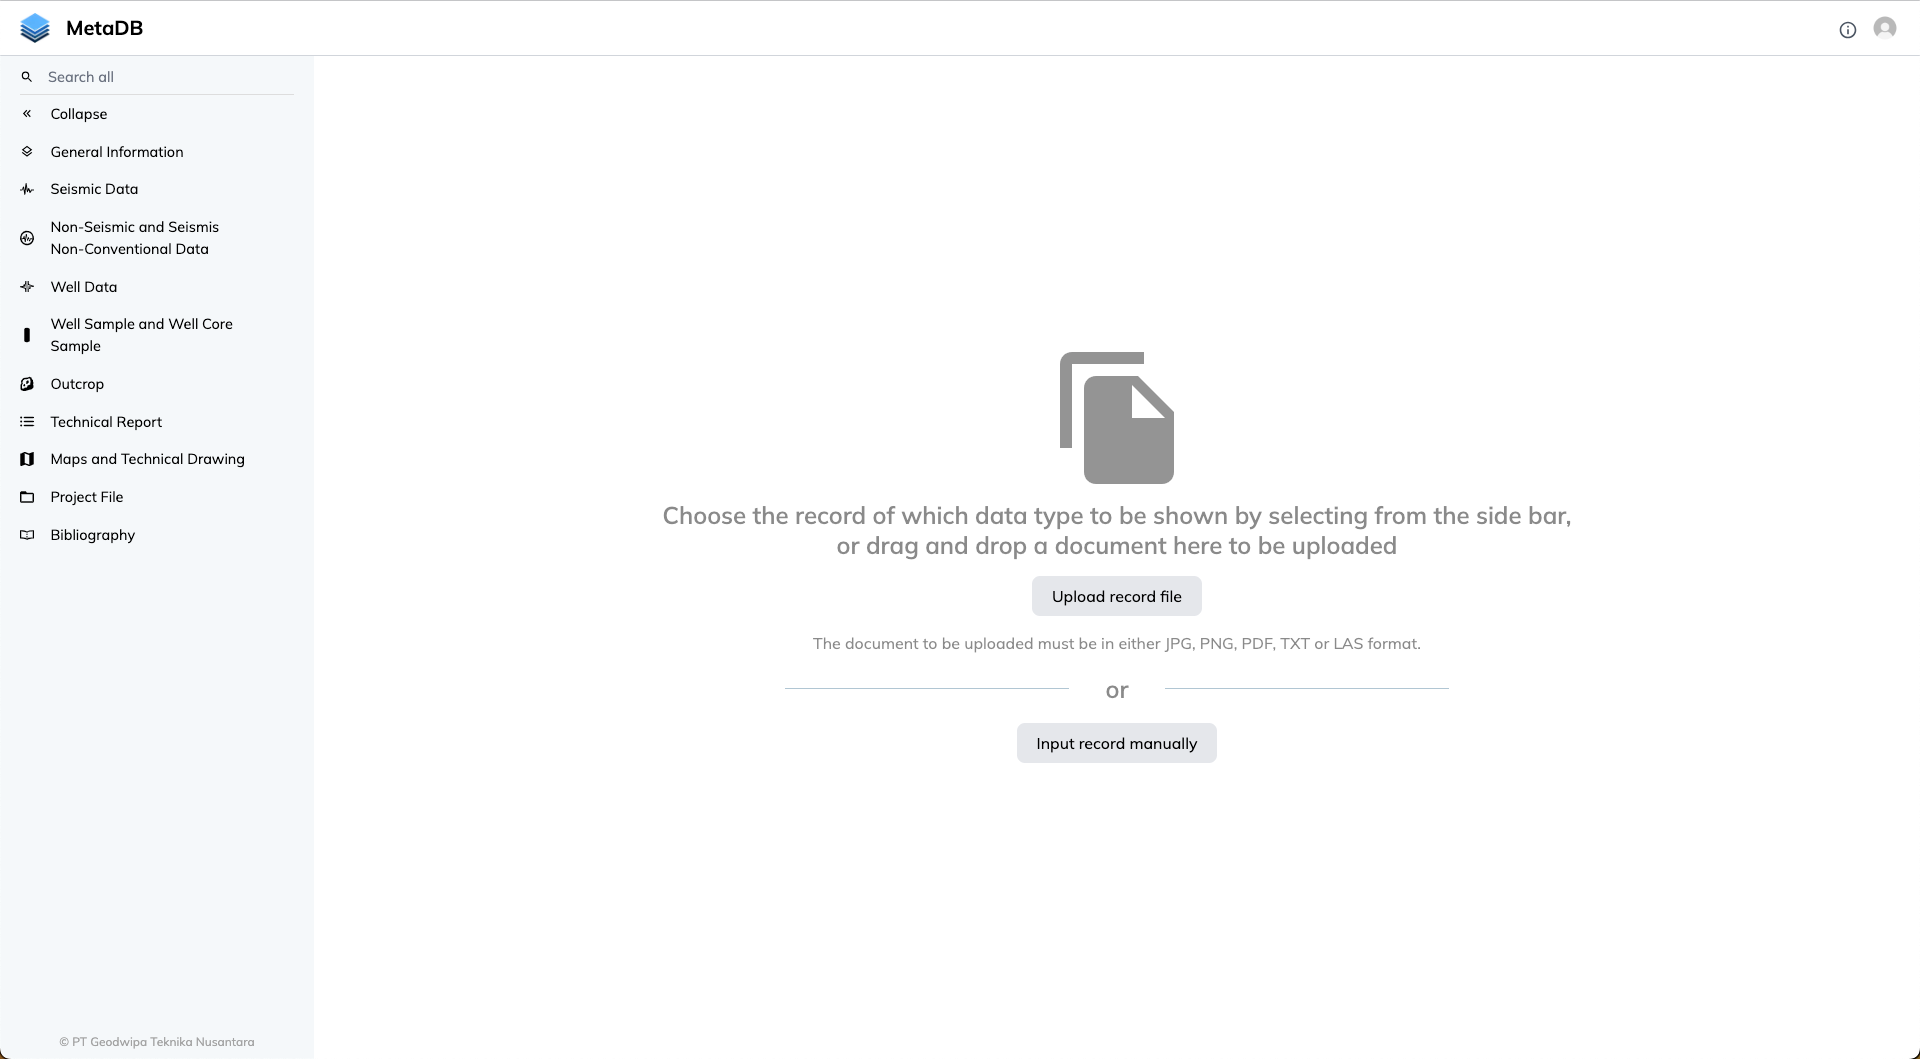 MetaDB
Search all
Collapse
General Information
Seismic Data
Non-Seismic and Seismis
Non-Conventional Data
Well Data
Well Sample and Well Core
Sample
Outcrop
Technical Report
Maps and Technical Drawing
Project File
Bibliography
© PT Geodwipa Teknika Nusantara
Choose the record of which data type to be shown by selecting from the side bar,
or drag and drop a document here to be uploaded
Upload record file
The document to be uploaded must be in either JPG, PNG, PDF, TXT or LAS format.
or
Input record manually